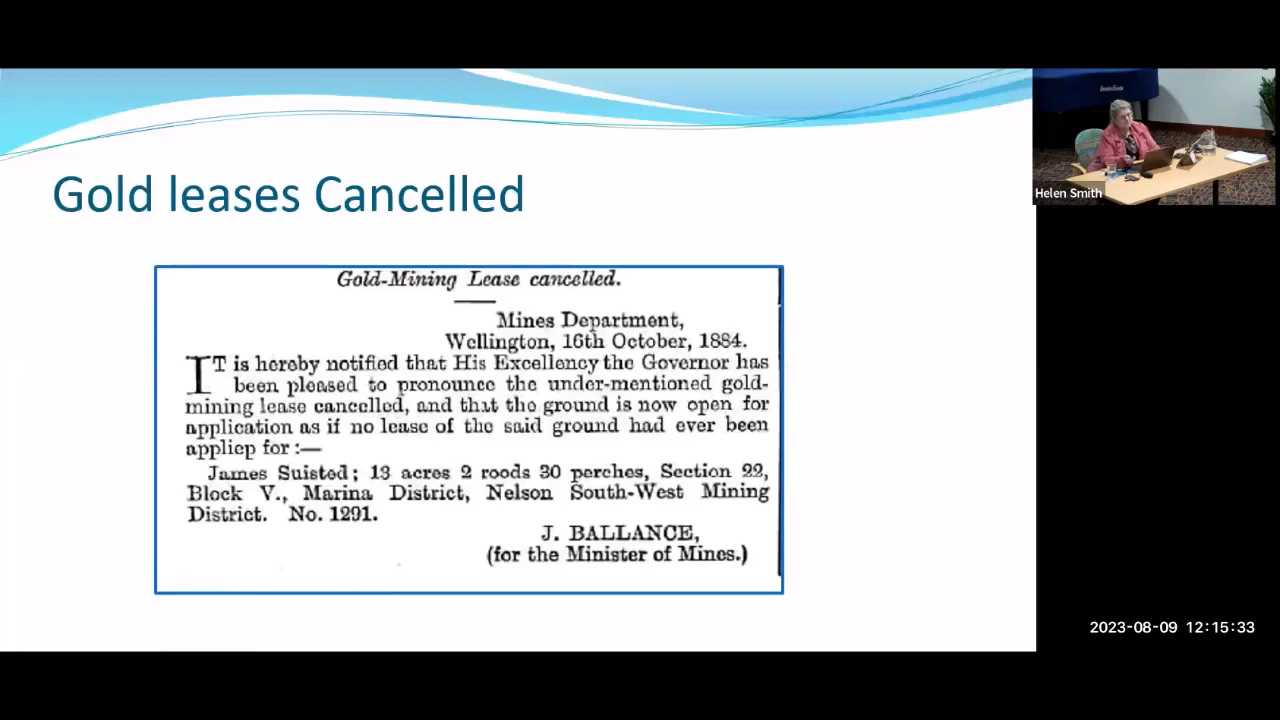 Gold leases Cancelled
Gold-Mining Lease cancelled.
Mines Department,
Wellington, 16th October, 1884.
IT is hereby notified that His Excellency the Governor has
been pleased to pronounce the under-mentioned gold-
mining lease cancelled, and that the ground is now open for
application as if no lease of the said ground had ever been
appliep for :—
James Suisted; 13 acres 2 roods 30 perches, Section 22,
Block V., Marina District, Nelson South-West Mining
District. No. 1291.
J. BALLANCE,
(for the Minister of Mines.)
Helen Smith
2023-08-09 12:15:33